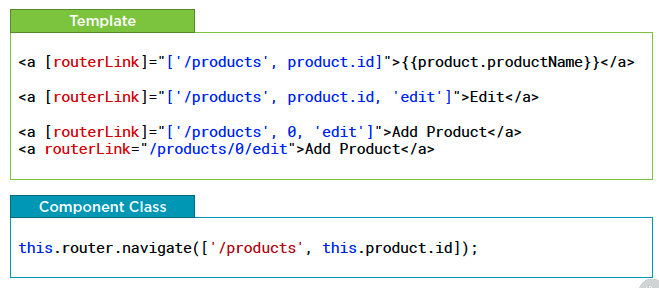 Template
<a [routerLink]="['/products', product.id]">{{product.productName}}</a>
<a [routerLink]="['/products', product.id, 'edit']">Edit</a>
<a [routerLink]="['/products', 0, 'edit']">Add Product</a>
<a routerLink="/products/0/edit">Add Product</a>
Component Class
this.router.navigate(['/products', this.product.id]);